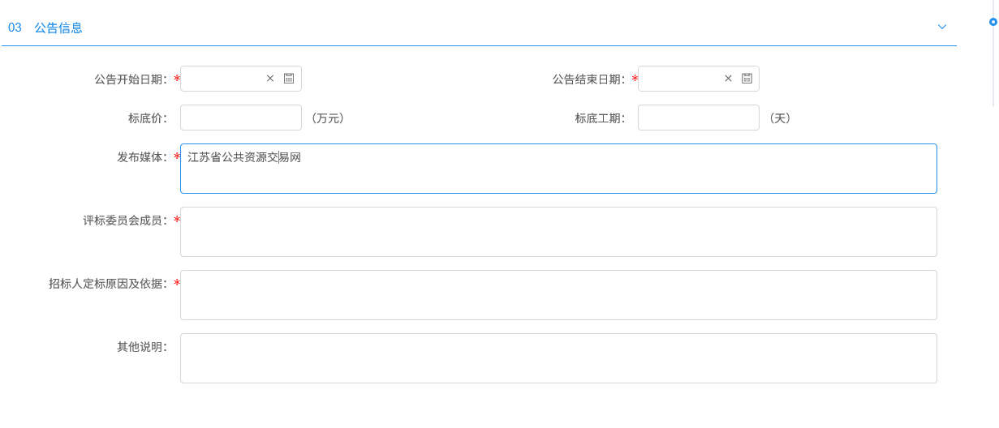 03 公告信息
公告开始日期：* 公告结束日期：*
标底价： （万元） 标底工期： （天）
发布媒体：* 江苏省公共资源交易网
评标委员会成员：*
招标人定标原因及依据：*
其他说明：